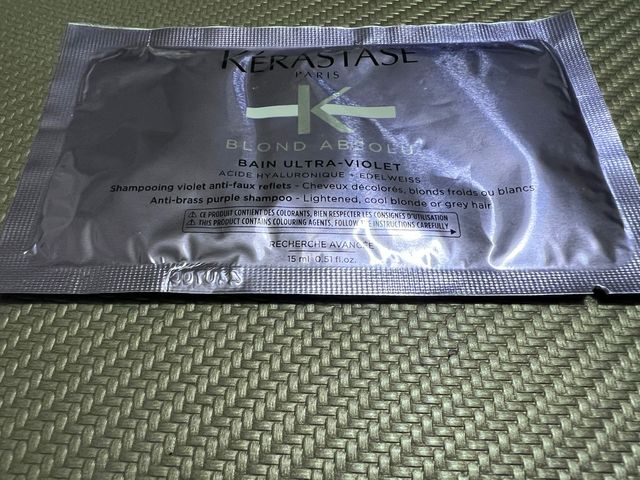 KÉRASTASE
PARIS
K
BLOND ABSOLU
BAIN ULTRA-VIOLET
ACIDE HYALURONIQUE + EDELWEISS
Shampooing violet anti-faux reflets - Cheveux décolorés, blonds froids ou blancs
Anti-brass purple shampoo - Lightened, cool blonde or grey hair
⚠ CE PRODUIT CONTIENT DES COLORANTS, BIEN RESPECTER LES CONSIGNES D'UTILISATION
⚠ THIS PRODUCT CONTAINS COLOURING AGENTS, FOLLOW THE INSTRUCTIONS CAREFULLY
RECHERCHE AVANCÉE
15 ml 0.51 fl.oz.